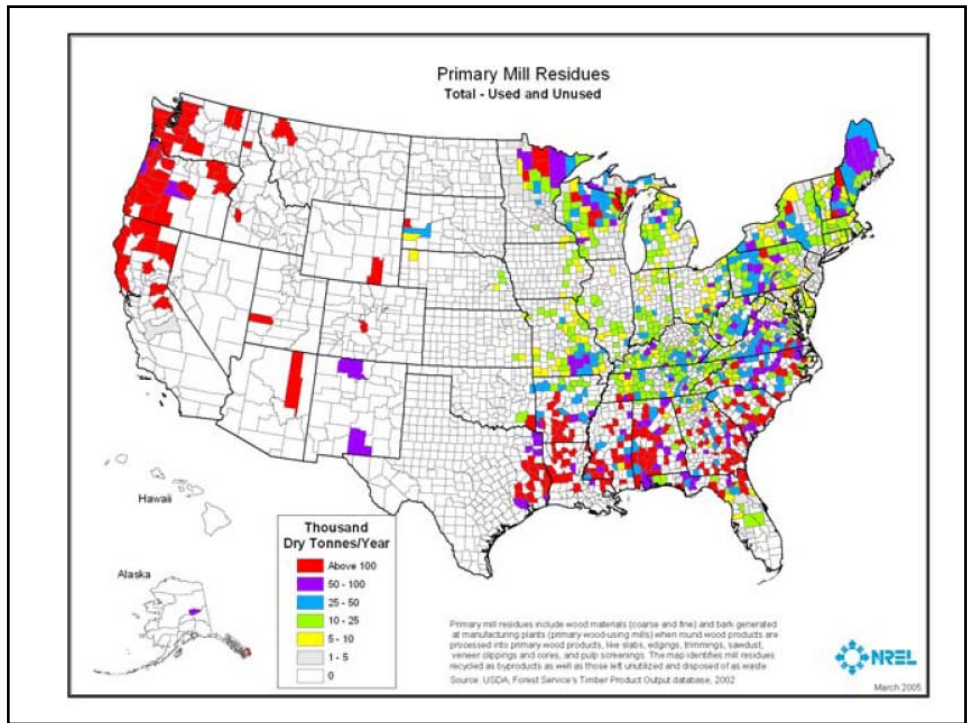 Primary Mill Residues
Total - Used and Unused
Hawaii
Alaska
Thousand
Dry Tonnes/Year
Above 100
50 - 100
25 - 50
10 - 25
5 - 10
1 - 5
0
Primary mill residues include wood materials (coarse and fine) and bark generated
at manufacturing plants (primary wood-using mills) when round wood products are
processed into primary wood products, like slabs, edgings, trimmings, sawdust,
veneer clippings and cores, and pulp screenings. The map identifies mill residues
recycled as byproducts as well as those left unutilized and disposed of as waste
Source: USDA, Forest Service's Timber Product Output database, 2002
NREL
March 2005